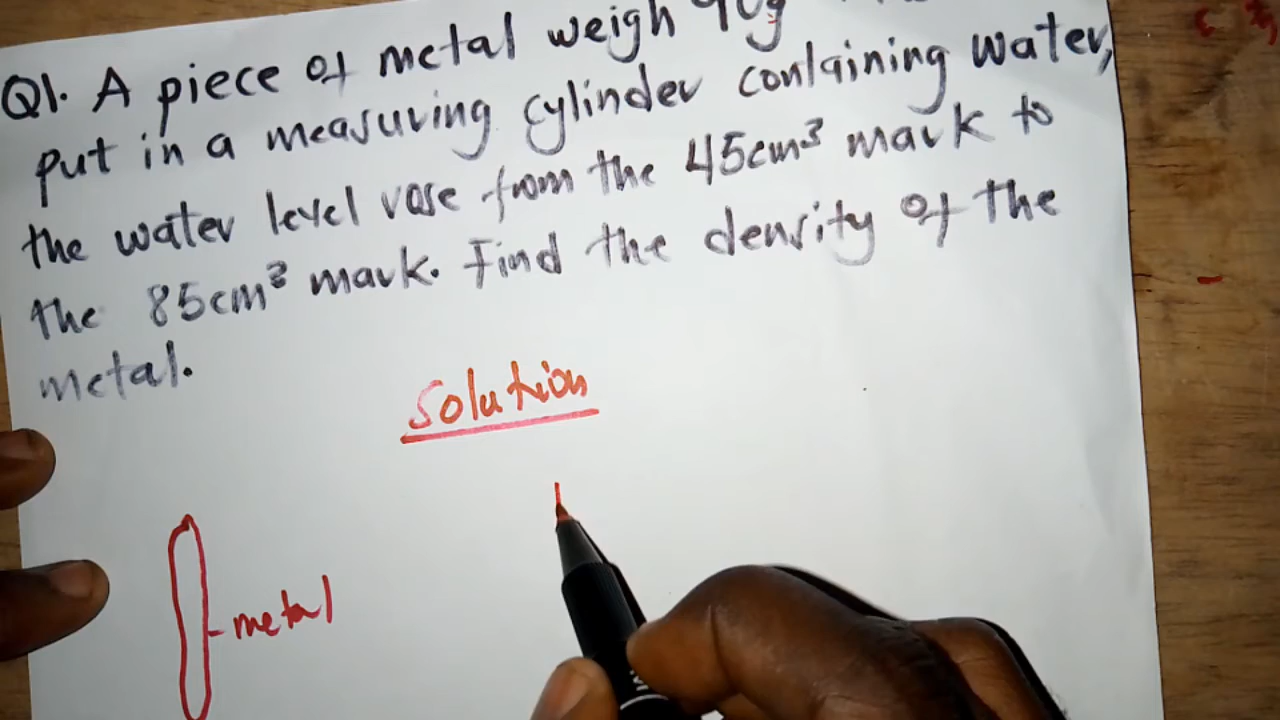 Q1. A piece of metal weigh
put in a measuring cylinder containing water,
the water level rose from the 45cm³ mark to
the 85cm³ mark. Find the density of the
metal.
Solution
metal